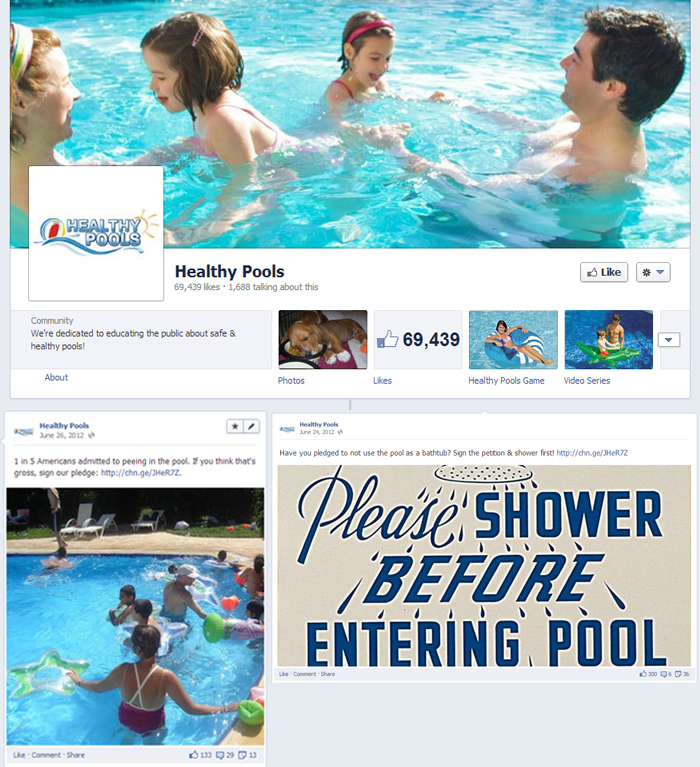 HEALTHY
POOLS
Healthy Pools
69,439 likes · 1,688 talking about this
Like
Community
We're dedicated to educating the public about safe &
healthy pools!
About
69,439
Photos
Likes
Healthy Pools Game
Video Series
Healthy Pools
June 26, 2012
1 in 5 Americans admitted to peeing in the pool. If you think that's
gross, sign our pledge: http://chn.ge/JHeR7Z.
Like · Comment · Share
133 29 13
Healthy Pools
June 24, 2012
Have you pledged to not use the pool as a bathtub? Sign the petition & shower first! http://chn.ge/JHeR7Z
Please SHOWER
BEFORE
ENTERING POOL
Like · Comment · Share
300 6 36